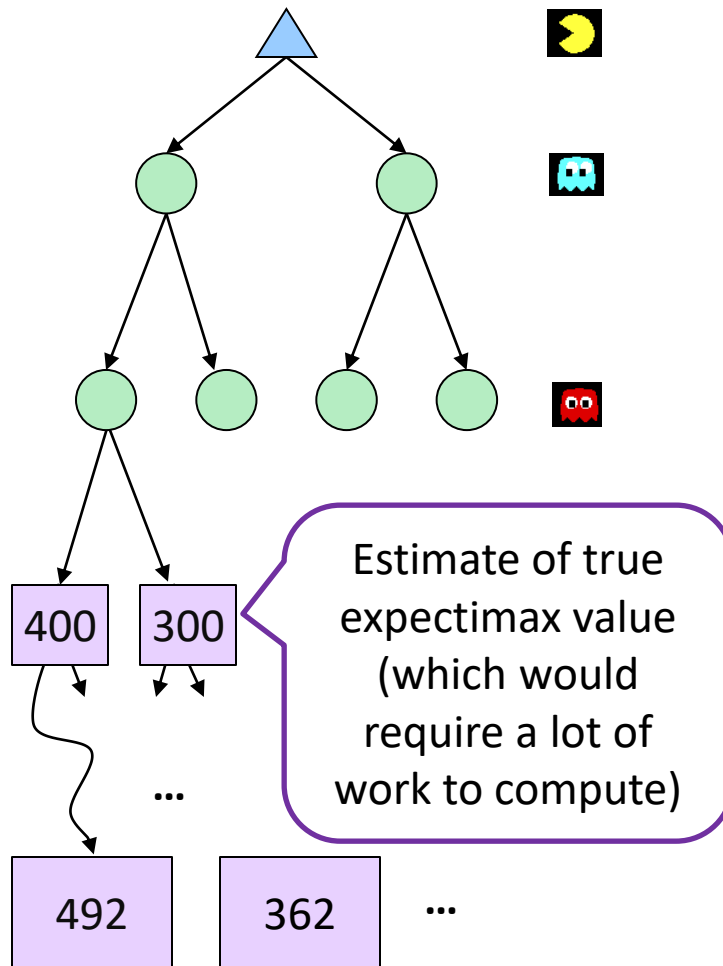 400
300
Estimate of true
expectimax value
(which would
require a lot of
work to compute)
...
492
362
...